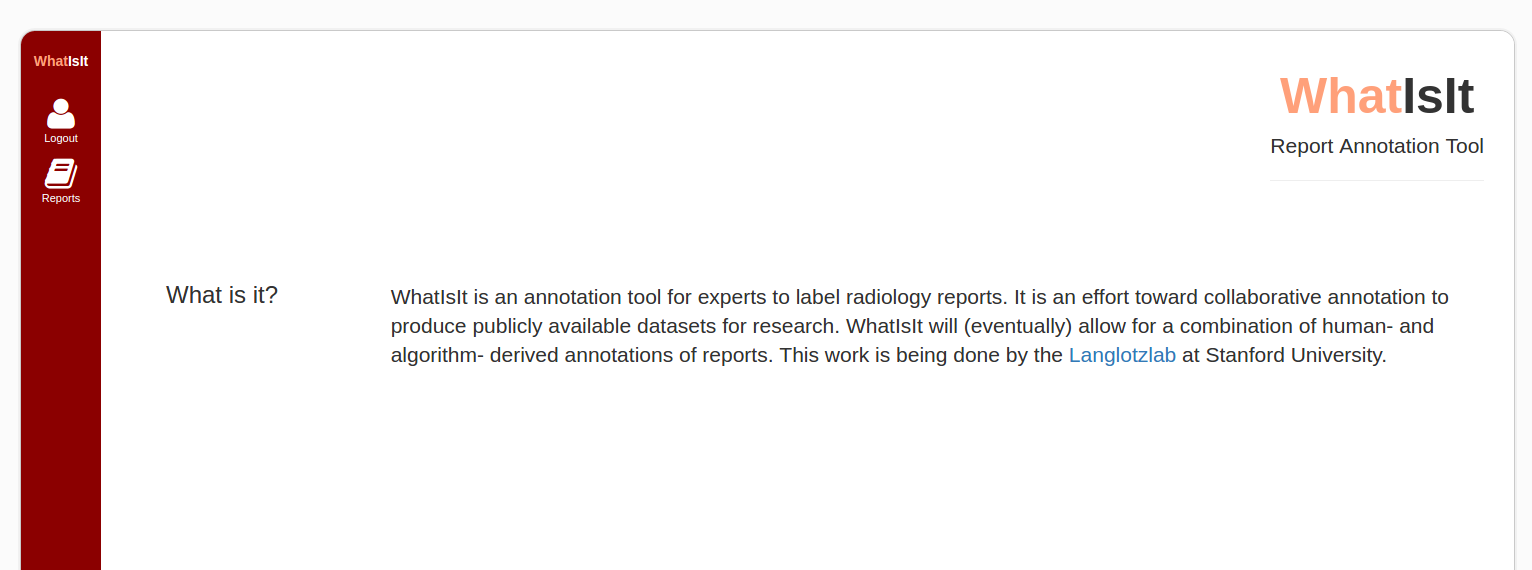 WhatIsIt
Logout
Reports
WhatIsIt
Report Annotation Tool
What is it?
WhatIsIt is an annotation tool for experts to label radiology reports. It is an effort toward collaborative annotation to
produce publicly available datasets for research. WhatIsIt will (eventually) allow for a combination of human- and
algorithm- derived annotations of reports. This work is being done by the Langlotzlab at Stanford University.